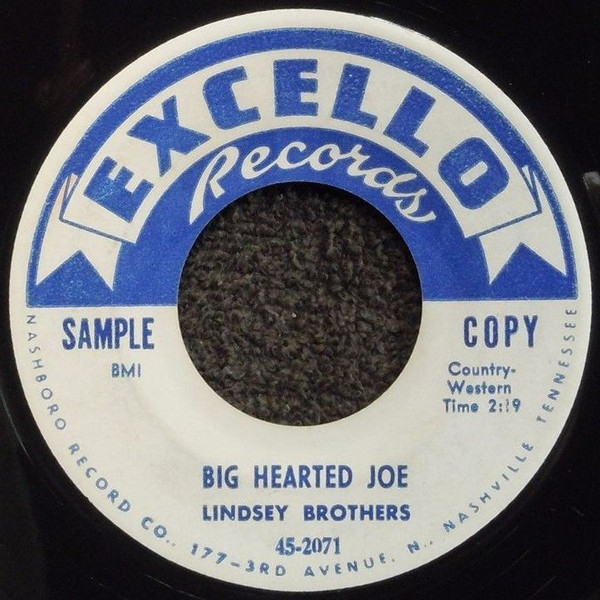 EXCELLO
Records
SAMPLE
COPY
BMI
Country-
Western
Time 2:19
BIG HEARTED JOE
LINDSEY BROTHERS
45-2071
NASHBORO RECORD CO., 177-3RD AVENUE. N., NASHVILLE TENNESSEE